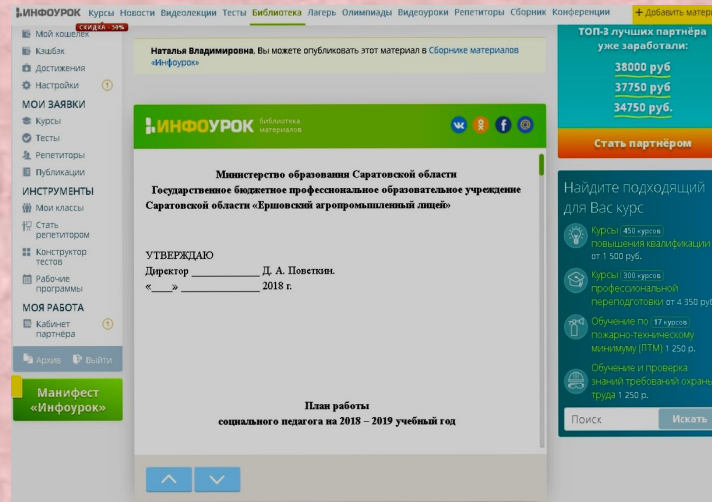 ИНФОУРОК Курсы Новости Видеолекции Тесты Библиотека Лагерь Олимпиады Видеоуроки Репетиторы Сборник Конференции + Добавить матери
СКИДКА - 50%
Мой кошелек
Кэшбэк
Достижения
Настройки 1
МОИ ЗАЯВКИ
Курсы
Тесты
Репетиторы
Публикации
ИНСТРУМЕНТЫ
Мои классы
Стать
репетитором
Конструктор
тестов
Рабочие
программы
МОЯ РАБОТА
Кабинет 1
партнёра
Архив Выйти
Манифест
«Инфоурок»
Наталья Владимировна, Вы можете опубликовать этот материал в Сборнике материалов
«Инфоурок»
ИНФОУРОК библиотека
материалов
Министерство образования Саратовской области
Государственное бюджетное профессиональное образовательное учреждение
Саратовской области «Ершовский агропромышленный лицей»
УТВЕРЖДАЮ
Директор ______________ Д. А. Поветкин.
«____» ________________ 2018 г.
План работы
социального педагога на 2018 – 2019 учебный год
ТОП-3 лучших партнёра
уже заработали:
38000 руб
37750 руб
34750 руб.
Стать партнёром
Найдите подходящий
для Вас курс
Курсы 450 курсов
повышения квалификации
от 1 500 руб.
Курсы 300 курсов
профессиональной
переподготовки от 4 350 руб
Обучение по 17 курсов
пожарно-техническому
минимуму (ПТМ) 1 250 р.
Обучение и проверка
знаний требований охраны
труда 1 250 р.
Поиск Искать